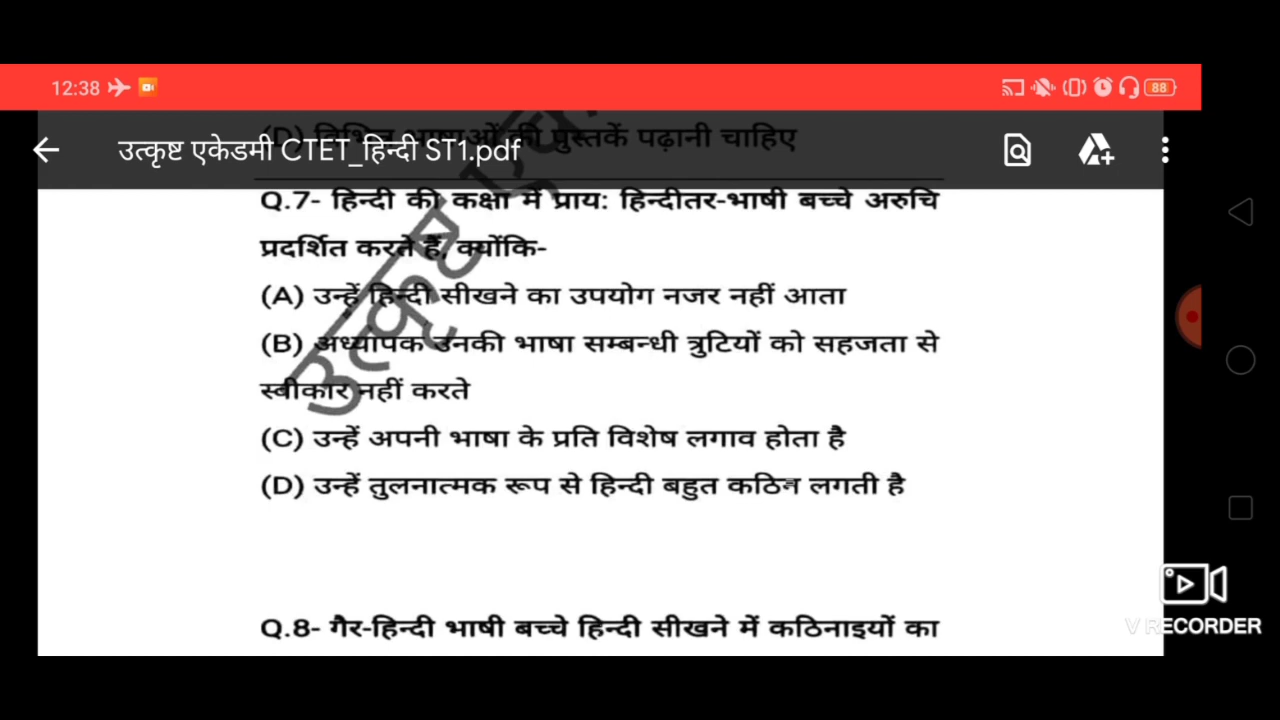 12:38
88
(D) विभिन्न भाषाओं की पुस्तकें पढ़ानी चाहिए
उत्कृष्ट एकेडमी CTET_हिन्दी ST1.pdf
Q.7- हिन्दी की कक्षा में प्राय: हिन्दीतर-भाषी बच्चे अरुचि
प्रदर्शित करते हैं, क्योंकि-
(A) उन्हें हिन्दी सीखने का उपयोग नजर नहीं आता
(B) अध्यापक उनकी भाषा सम्बन्धी त्रुटियों को सहजता से
स्वीकार नहीं करते
(C) उन्हें अपनी भाषा के प्रति विशेष लगाव होता है
(D) उन्हें तुलनात्मक रूप से हिन्दी बहुत कठिन लगती है
उत्कृष्ट
Q.8- गैर-हिन्दी भाषी बच्चे हिन्दी सीखने में कठिनाइयों का
V RECORDER